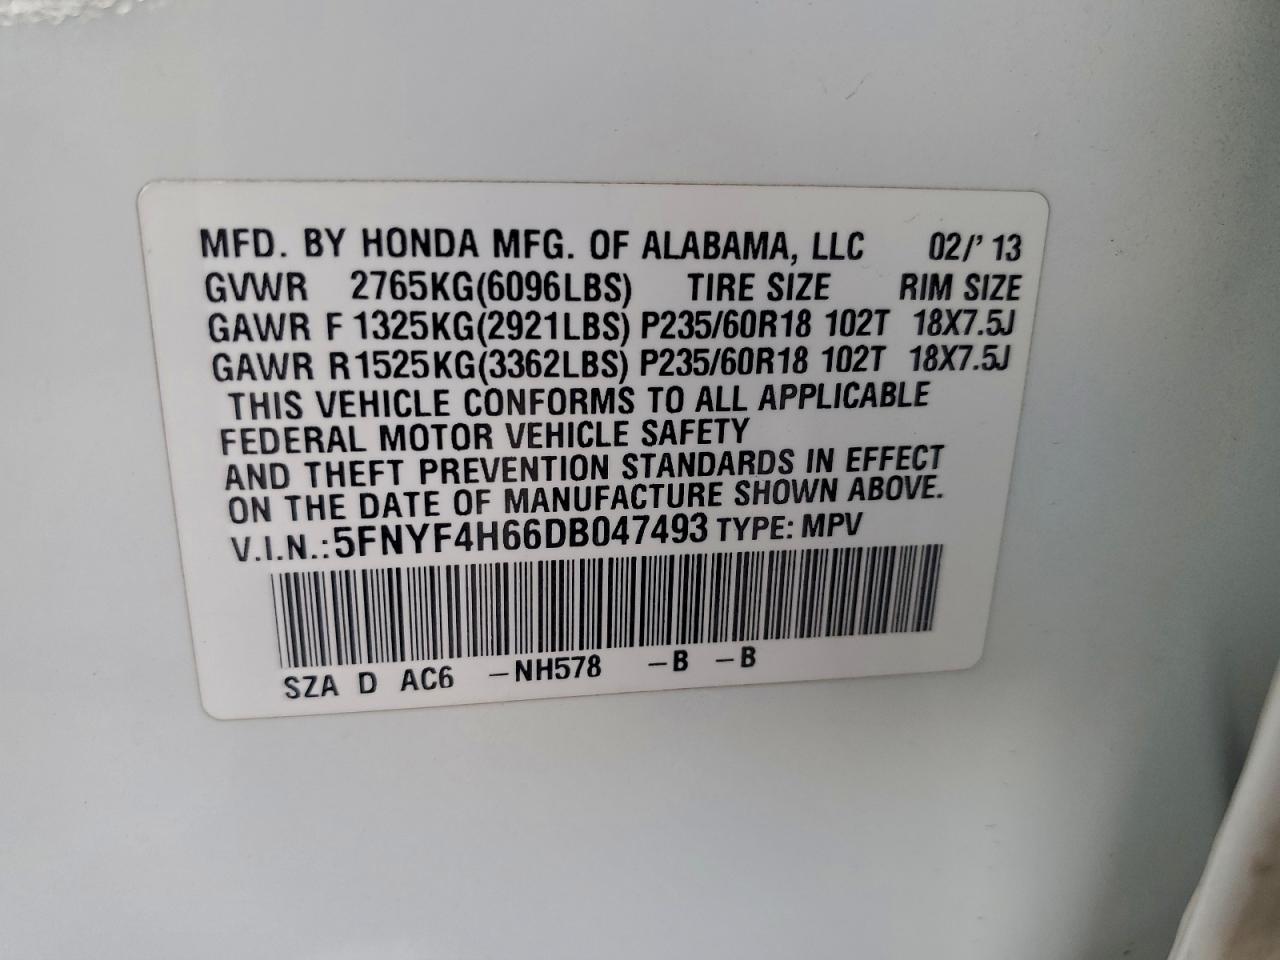 MFD. BY HONDA MFG. OF ALABAMA, LLC 02/' 13
GVWR 2765KG(6096LBS) TIRE SIZE RIM SIZE
GAWR F 1325KG(2921LBS) P235/60R18 102T 18X7.5J
GAWR R 1525KG(3362LBS) P235/60R18 102T 18X7.5J
THIS VEHICLE CONFORMS TO ALL APPLICABLE
FEDERAL MOTOR VEHICLE SAFETY
AND THEFT PREVENTION STANDARDS IN EFFECT
ON THE DATE OF MANUFACTURE SHOWN ABOVE.
V.I.N.: 5FNYF4H66DB047493 TYPE: MPV
SZA D AC6 –NH578 –B –B